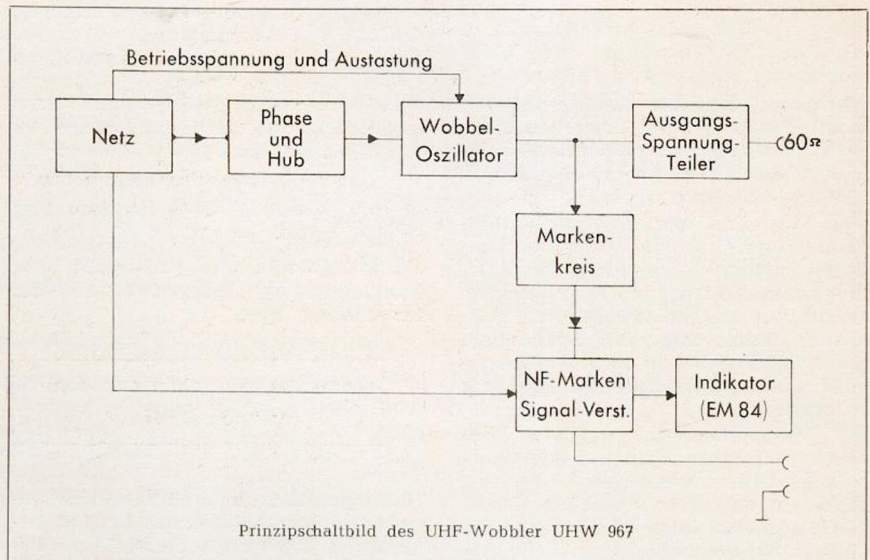 Betriebsspannung und Austastung
Netz
Phase
und
Hub
Wobbel-
Oszillator
Ausgangs-
Spannung-
Teiler
60Ω
Marken-
kreis
NF-Marken
Signal-Verst.
Indikator
(EM 84)
Prinzipschaltbild des UHF-Wobbler UHW 967